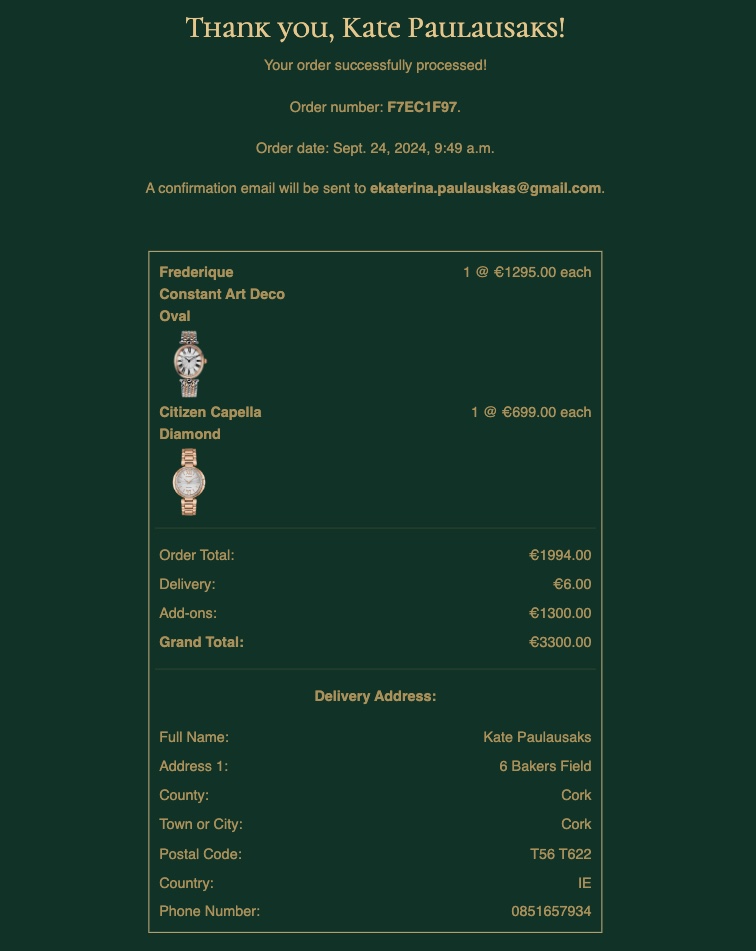 Thank you, Kate Paulausaks!
Your order successfully processed!
Order number: F7EC1F97.
Order date: Sept. 24, 2024, 9:49 a.m.
A confirmation email will be sent to ekaterina.paulauskas@gmail.com.
Frederique 1 @ €1295.00 each
Constant Art Deco
Oval
Citizen Capella 1 @ €699.00 each
Diamond
Order Total: €1994.00
Delivery: €6.00
Add-ons: €1300.00
Grand Total: €3300.00
Delivery Address:
Full Name: Kate Paulausaks
Address 1: 6 Bakers Field
County: Cork
Town or City: Cork
Postal Code: T56 T622
Country: IE
Phone Number: 0851657934